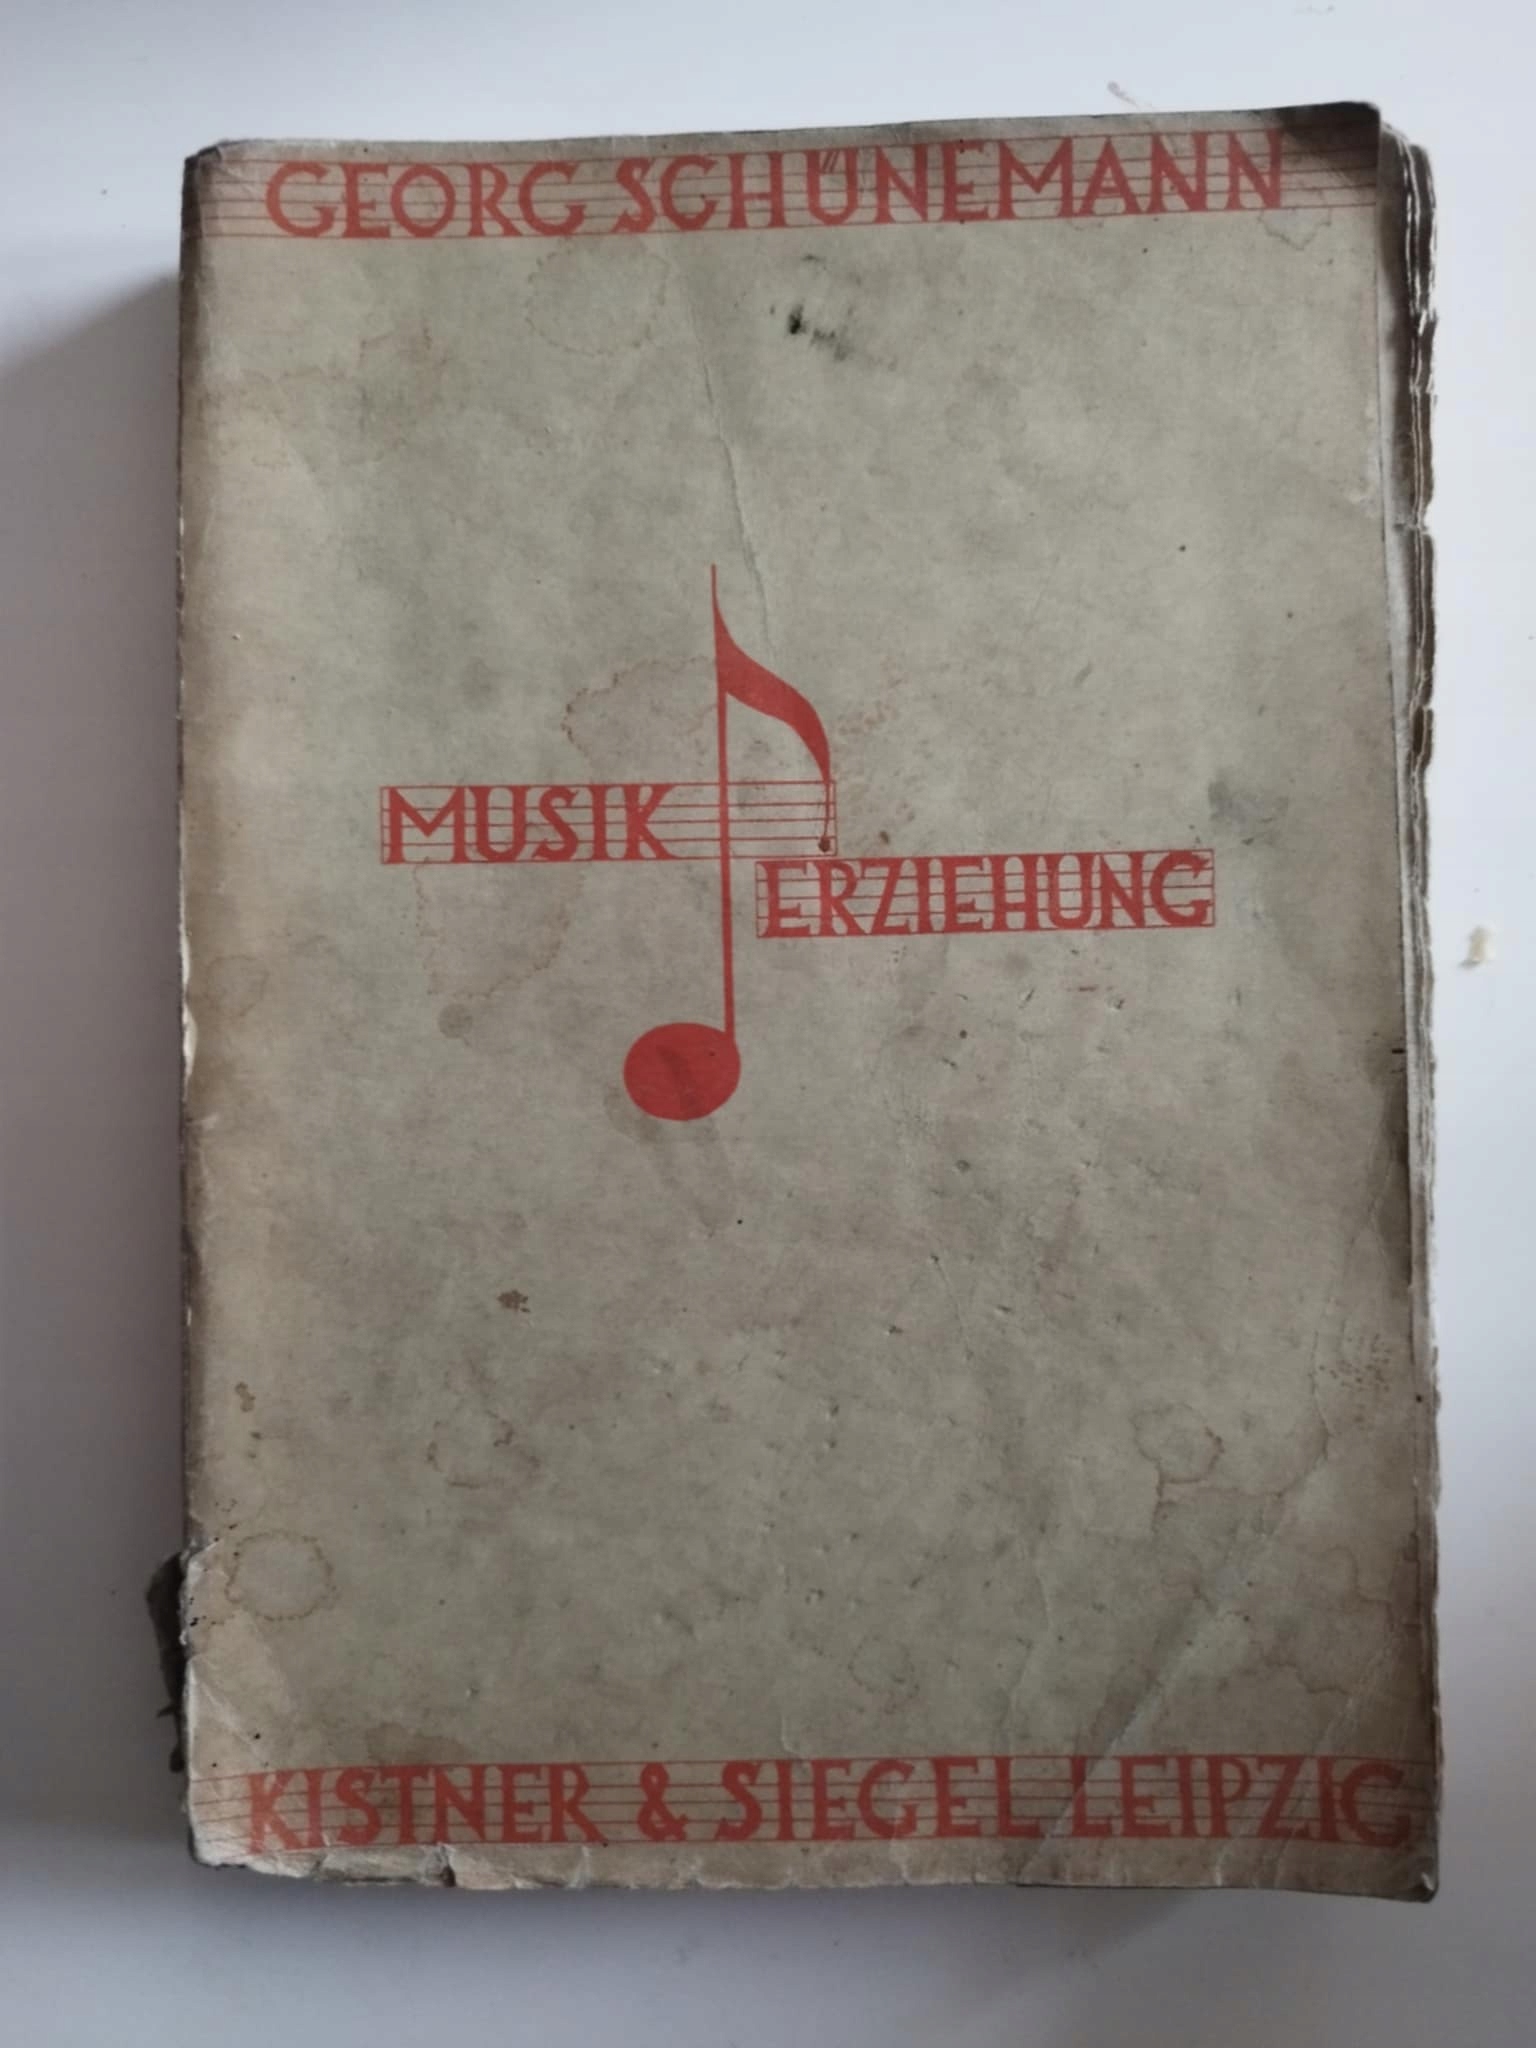 GEORG SCHÜNEMANN
MUSIK
ERZIEHUNG
KISTNER & SIEGEL LEIPZIG